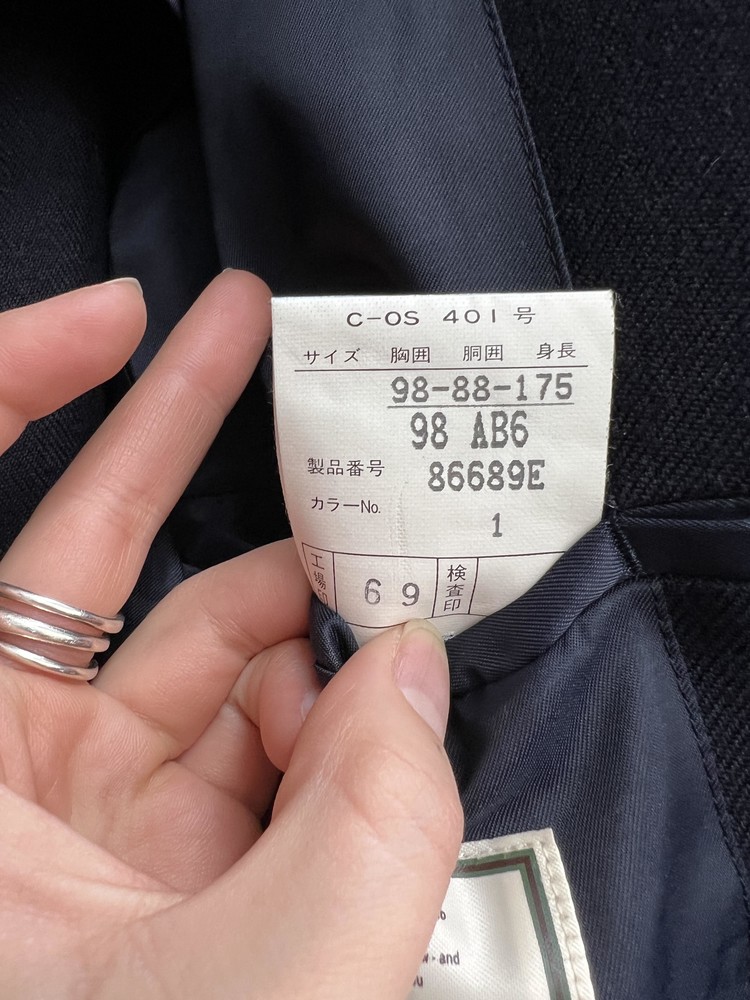 C-OS 401号
サイズ 胸囲 胴囲 身長
98-88-175
98 AB6
製品番号 86689E
カラーNo. 1
工場 69 検査印
and